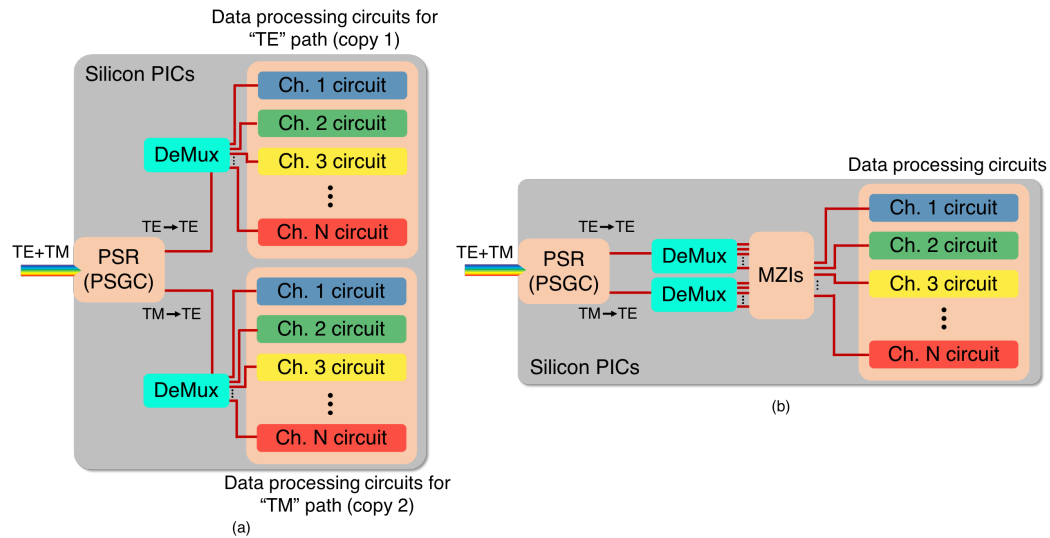 Data processing circuits for
“TE” path (copy 1)
Silicon PICs
Ch. 1 circuit
Ch. 2 circuit
DeMux
Ch. 3 circuit
Ch. N circuit
TE→TE
TE+TM
PSR
(PSGC)
TM→TE
Ch. 1 circuit
Ch. 2 circuit
Ch. 3 circuit
DeMux
Ch. N circuit
Data processing circuits for
“TM” path (copy 2)
(a)
Data processing circuits
Ch. 1 circuit
TE→TE
Ch. 2 circuit
TE+TM
PSR
(PSGC)
DeMux
MZIs
DeMux
Ch. 3 circuit
TM→TE
Ch. N circuit
Silicon PICs
(b)